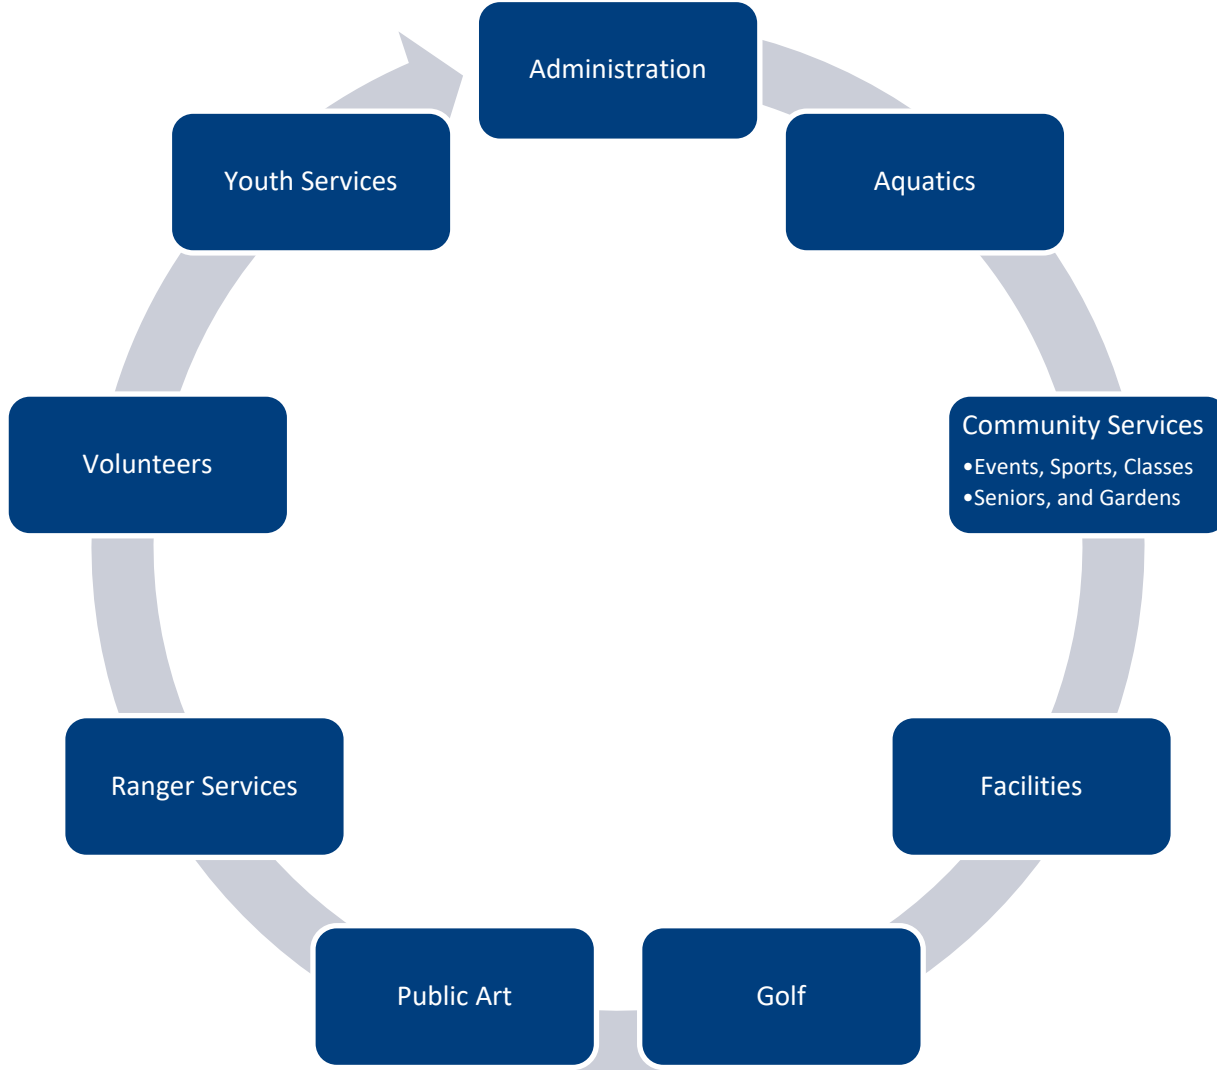 Administration
Aquatics
Community Services
•Events, Sports, Classes
•Seniors, and Gardens
Facilities
Golf
Public Art
Ranger Services
Volunteers
Youth Services